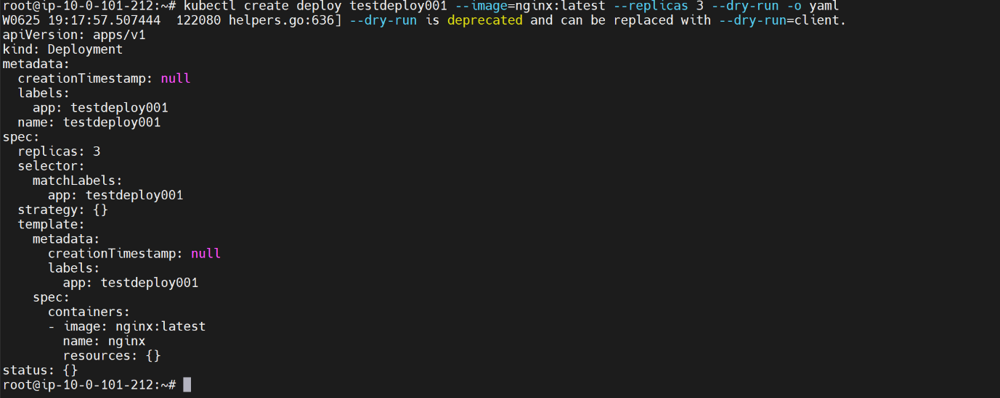 root@ip-10-0-101-212:~# kubectl create deploy testdeploy001 --image=nginx:latest --replicas 3 --dry-run -o yaml
W0625 19:17:57.507444  122080 helpers.go:636] --dry-run is deprecated and can be replaced with --dry-run=client.
apiVersion: apps/v1
kind: Deployment
metadata:
  creationTimestamp: null
  labels:
    app: testdeploy001
  name: testdeploy001
spec:
  replicas: 3
  selector:
    matchLabels:
      app: testdeploy001
  strategy: {}
  template:
    metadata:
      creationTimestamp: null
      labels:
        app: testdeploy001
    spec:
      containers:
      - image: nginx:latest
        name: nginx
        resources: {}
status: {}
root@ip-10-0-101-212:~#